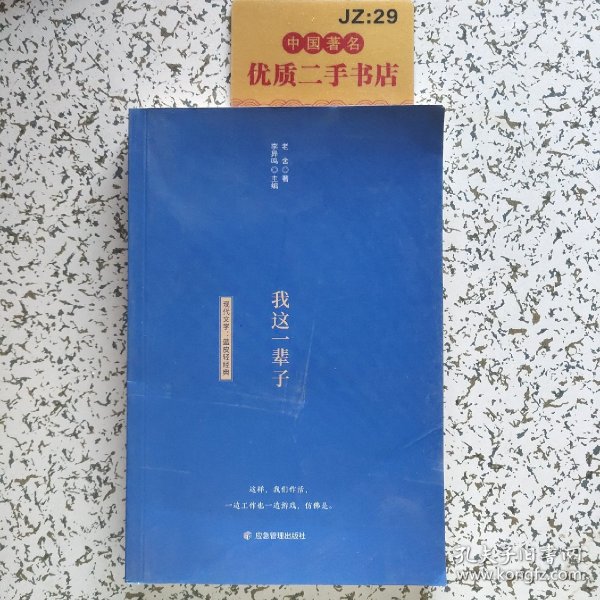 JZ:29
中国著名
优质二手书店
老舍◎著
李异鸣◎主编
我这一辈子
现代文学:蓝皮轻经典
这样，我们作活，
一边工作也一边游戏，仿佛是。
应急管理出版社
孔夫子旧书网
www.kongfz.com